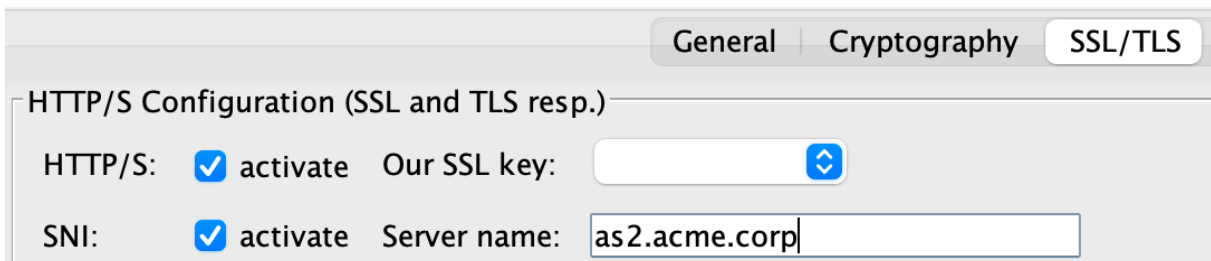 General Cryptography SSL/TLS
HTTP/S Configuration (SSL and TLS resp.)
HTTP/S: activate Our SSL key:
SNI: activate Server name: as2.acme.corp